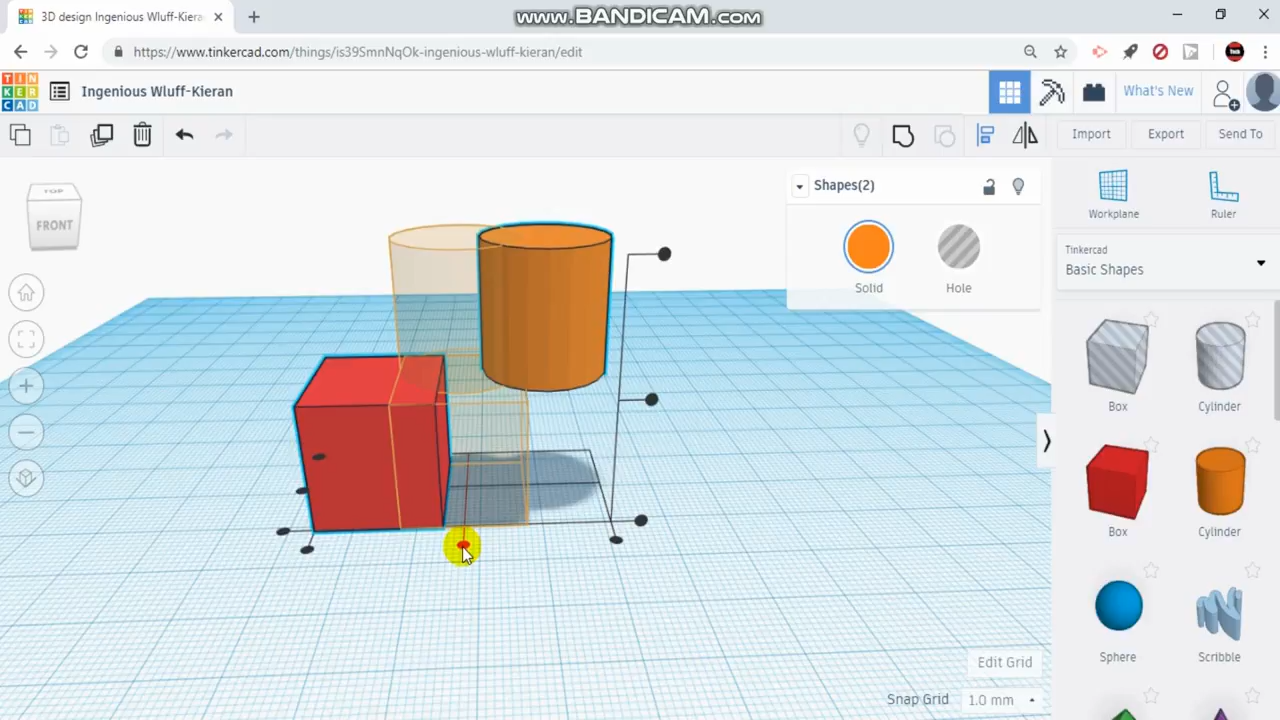 3D design Ingenious Wluff-Kiera
www.BANDICAM.com
https://www.tinkercad.com/things/is39SmnNqOk-ingenious-wluff-kieran/edit
TIN
KER
CAD
Ingenious Wluff-Kieran
What's New
Import
Export
Send To
TOP
FRONT
Shapes(2)
Solid
Hole
Workplane
Ruler
Tinkercad
Basic Shapes
Box
Cylinder
Box
Cylinder
Sphere
Scribble
Edit Grid
Snap Grid
1.0 mm